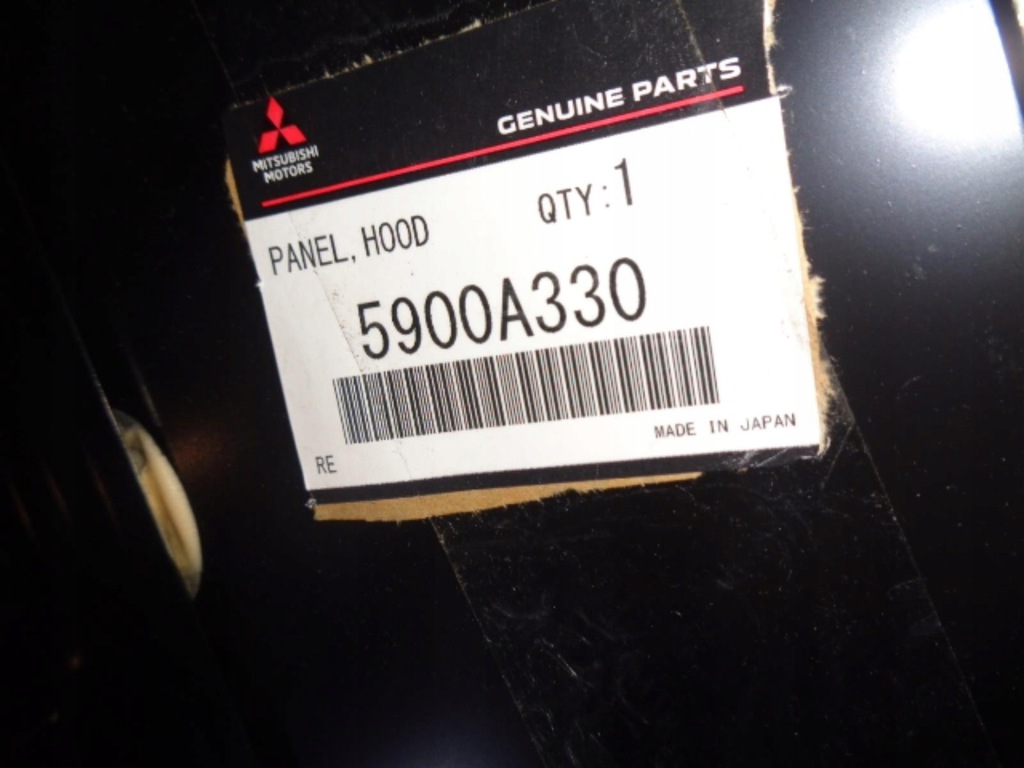 GENUINE PARTS
MITSUBISHI
MOTORS
PANEL, HOOD QTY:1
5900A330
MADE IN JAPAN
RE